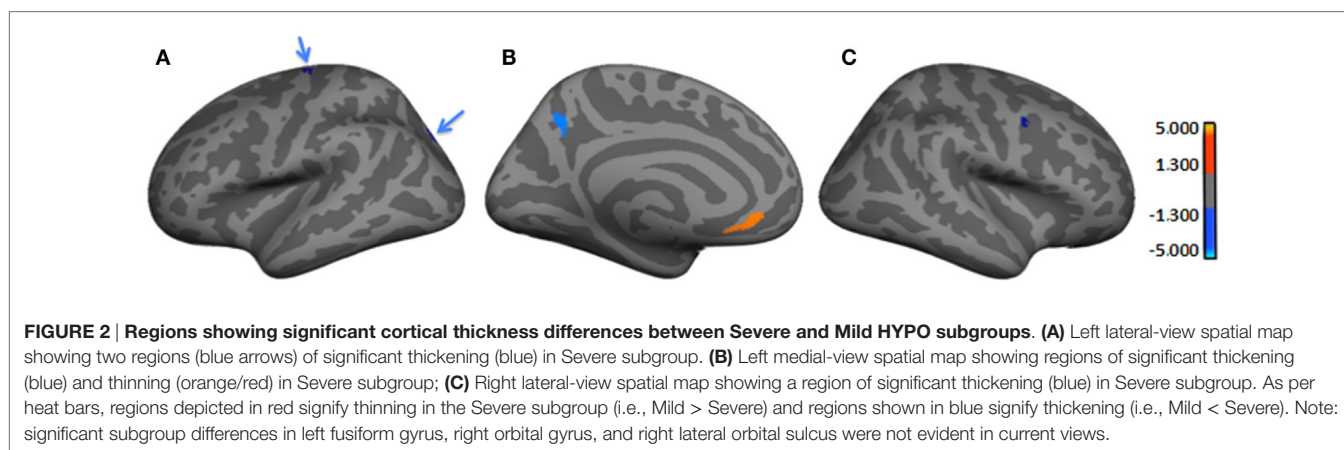 A
B
C
5.000
1.300
-1.300
-5.000
FIGURE 2 | Regions showing significant cortical thickness differences between Severe and Mild HYPO subgroups. (A) Left lateral-view spatial map
showing two regions (blue arrows) of significant thickening (blue) in Severe subgroup. (B) Left medial-view spatial map showing regions of significant thickening
(blue) and thinning (orange/red) in Severe subgroup; (C) Right lateral-view spatial map showing a region of significant thickening (blue) in Severe subgroup. As per
heat bars, regions depicted in red signify thinning in the Severe subgroup (i.e., Mild > Severe) and regions shown in blue signify thickening (i.e., Mild < Severe). Note:
significant subgroup differences in left fusiform gyrus, right orbital gyrus, and right lateral orbital sulcus were not evident in current views.